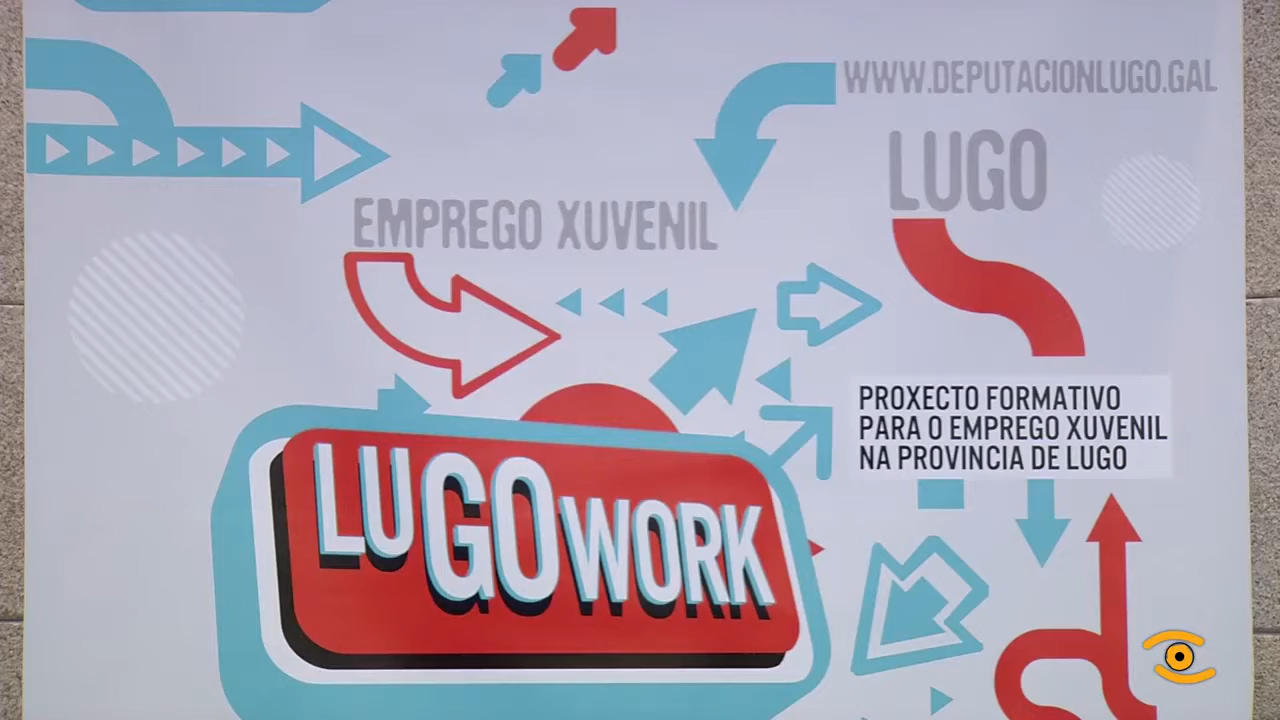 WWW.DEPUTACIONLUGO.GAL
LUGO
EMPREGO XUVENIL
PROXECTO FORMATIVO
PARA O EMPREGO XUVENIL
NA PROVINCIA DE LUGO
LUGOWORK